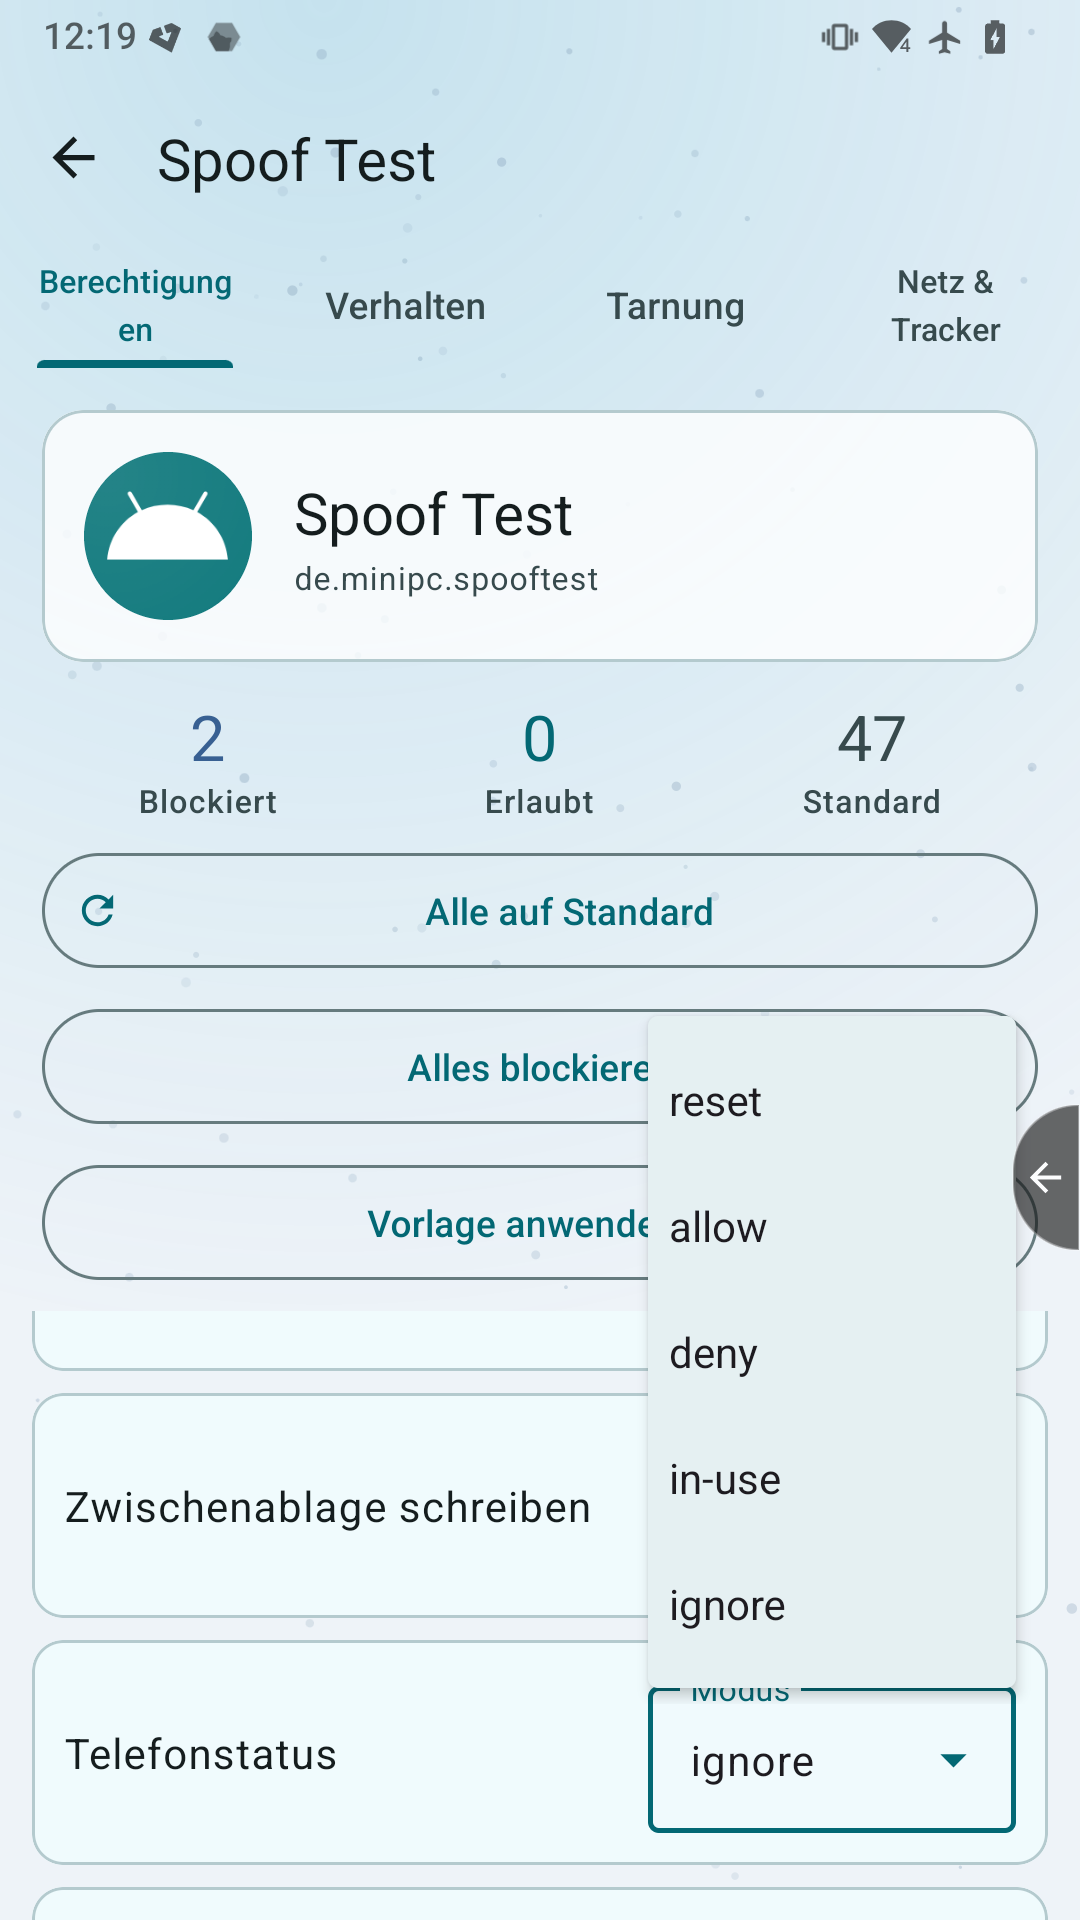 12:19
4
Spoof Test
Berechtigung
en
Verhalten
Tarnung
Netz &
Tracker
Spoof Test
de.minipc.spooftest
2
Blockiert
0
Erlaubt
47
Standard
Alle auf Standard
Alles blockiere
Vorlage anwende
reset
allow
deny
in-use
ignore
Zwischenablage schreiben
Telefonstatus
Modus
ignore